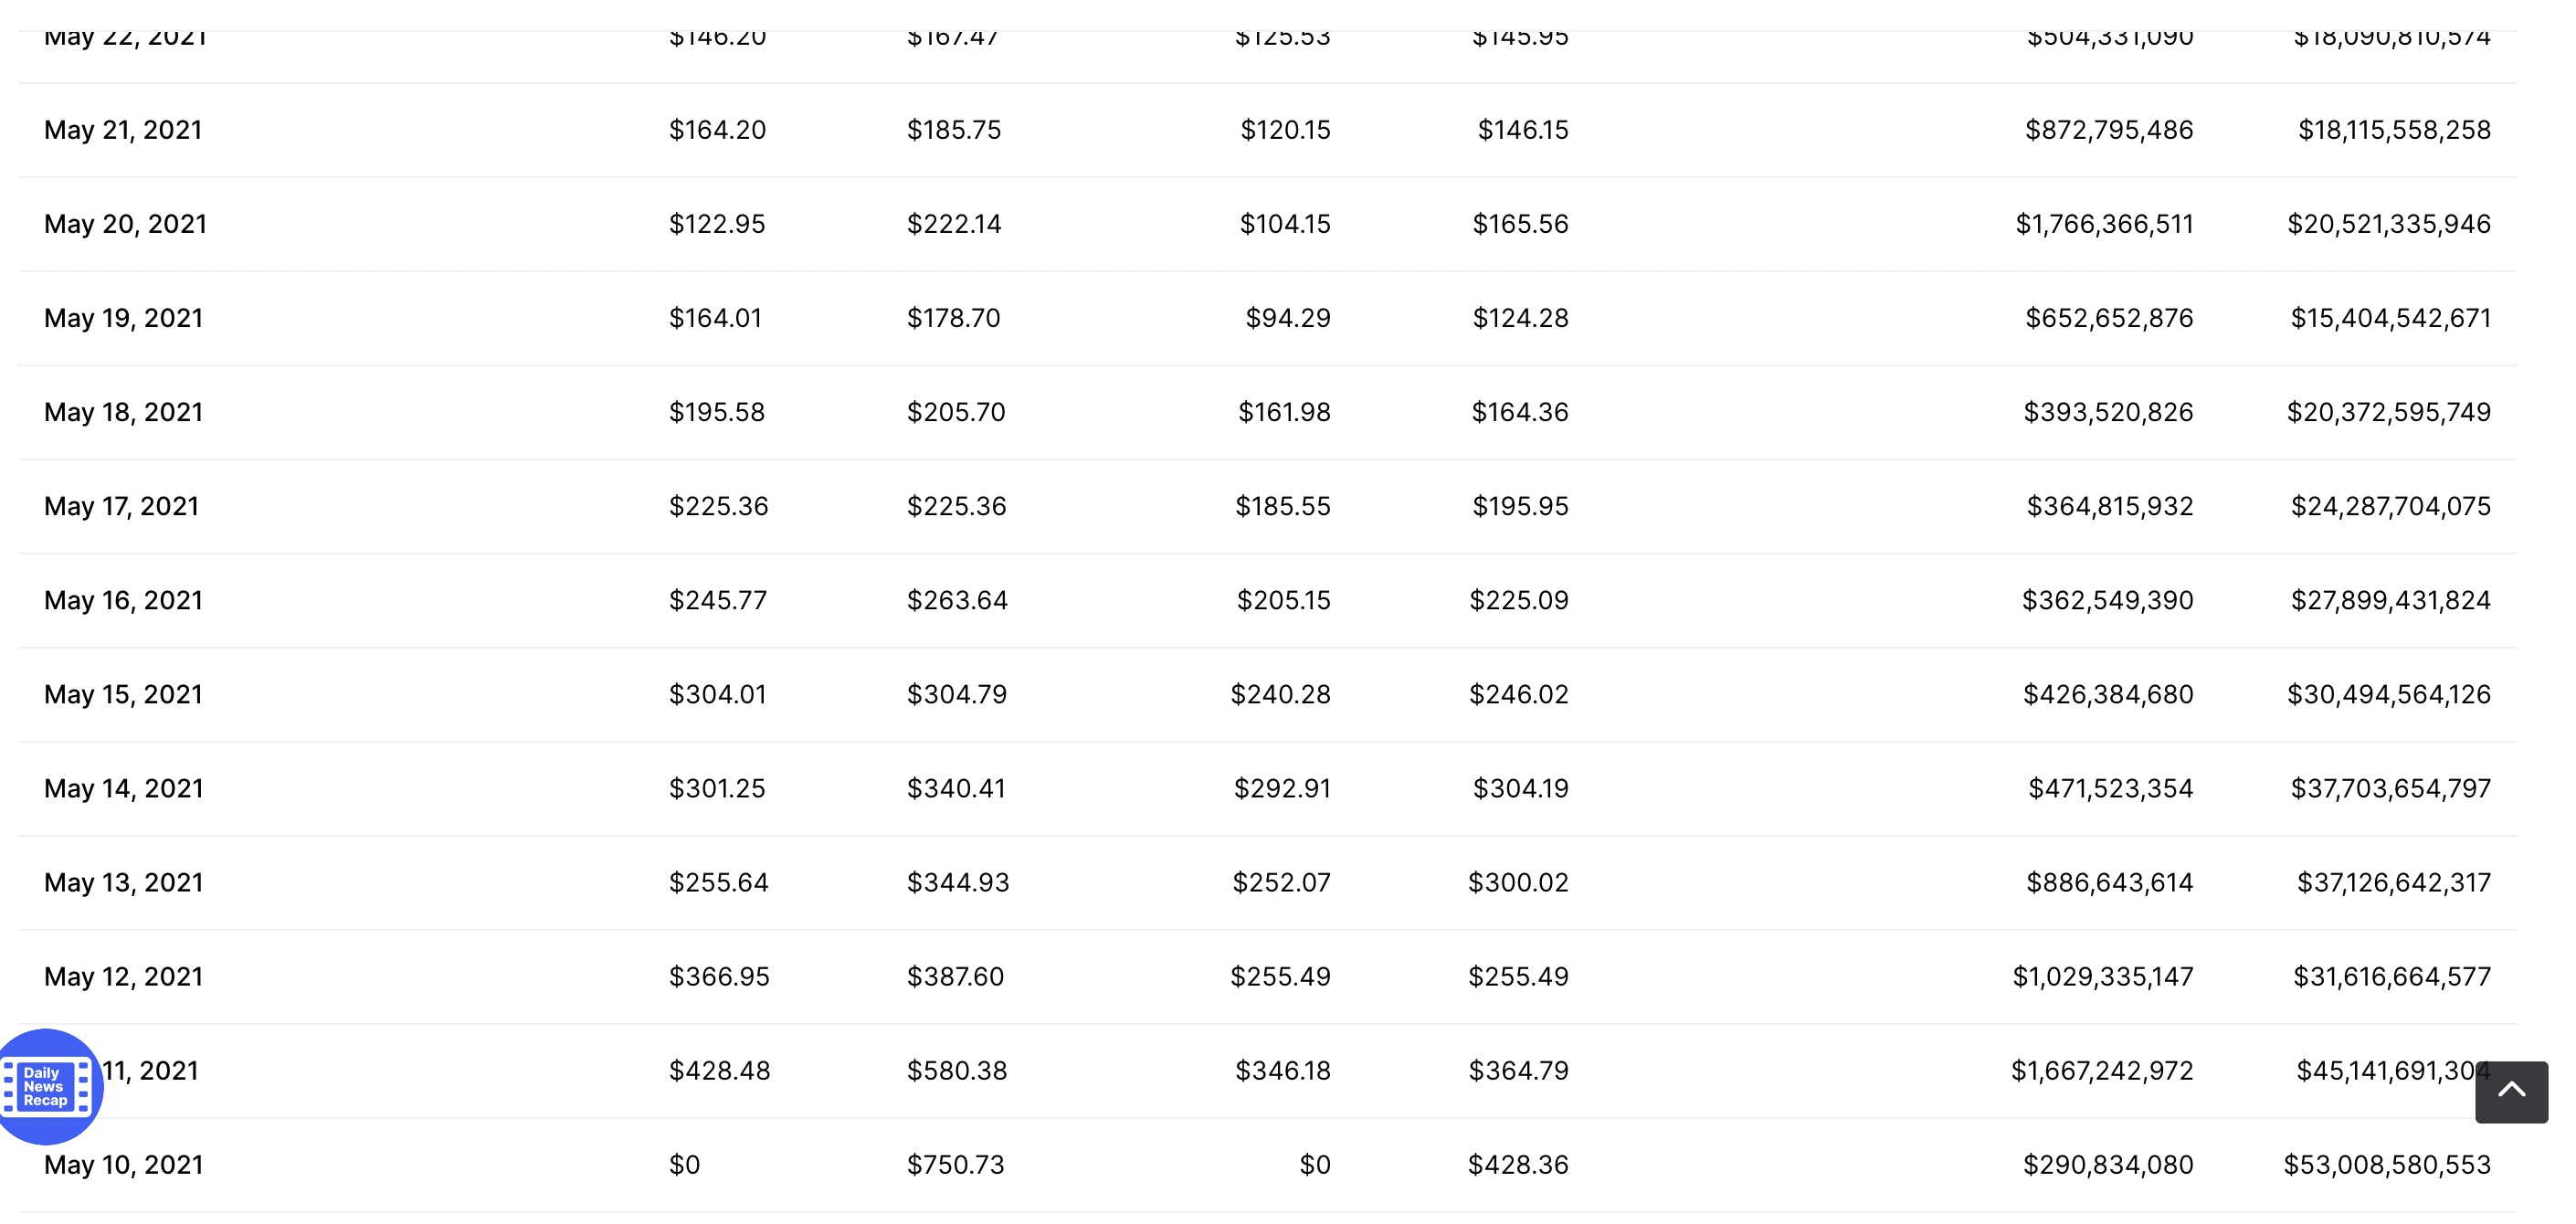 May 22, 2021 $146.20 $167.47 $125.53 $145.95 $504,331,090 $18,090,810,574
May 21, 2021 $164.20 $185.75 $120.15 $146.15 $872,795,486 $18,115,558,258
May 20, 2021 $122.95 $222.14 $104.15 $165.56 $1,766,366,511 $20,521,335,946
May 19, 2021 $164.01 $178.70 $94.29 $124.28 $652,652,876 $15,404,542,671
May 18, 2021 $195.58 $205.70 $161.98 $164.36 $393,520,826 $20,372,595,749
May 17, 2021 $225.36 $225.36 $185.55 $195.95 $364,815,932 $24,287,704,075
May 16, 2021 $245.77 $263.64 $205.15 $225.09 $362,549,390 $27,899,431,824
May 15, 2021 $304.01 $304.79 $240.28 $246.02 $426,384,680 $30,494,564,126
May 14, 2021 $301.25 $340.41 $292.91 $304.19 $471,523,354 $37,703,654,797
May 13, 2021 $255.64 $344.93 $252.07 $300.02 $886,643,614 $37,126,642,317
May 12, 2021 $366.95 $387.60 $255.49 $255.49 $1,029,335,147 $31,616,664,577
11, 2021 $428.48 $580.38 $346.18 $364.79 $1,667,242,972 $45,141,691,304
Daily
News
Recap
May 10, 2021 $0 $750.73 $0 $428.36 $290,834,080 $53,008,580,553